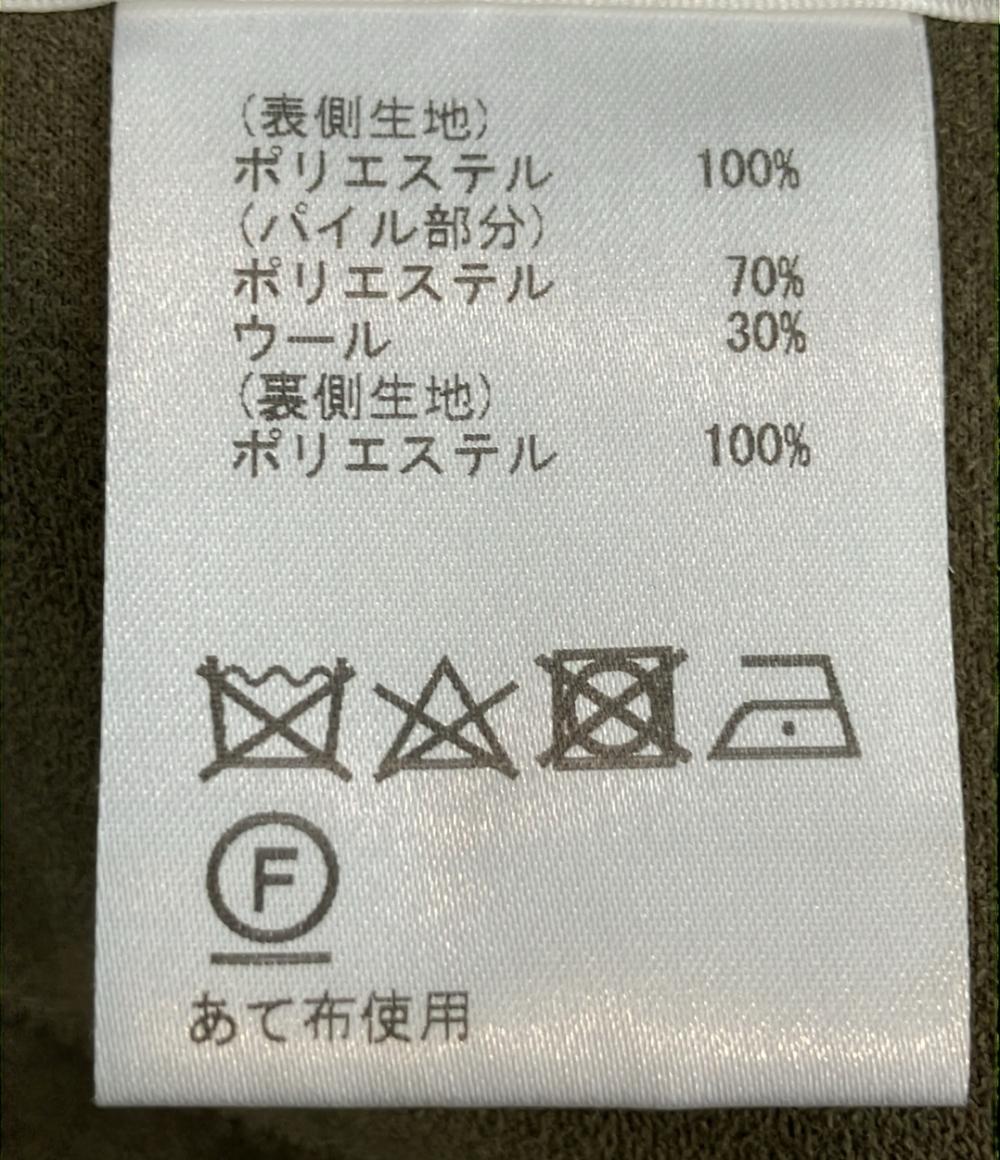 (表側生地)
ポリエステル 100%
(パイル部分)
ポリエステル 70%
ウール 30%
(裏側生地)
ポリエステル 100%
F
あて布使用